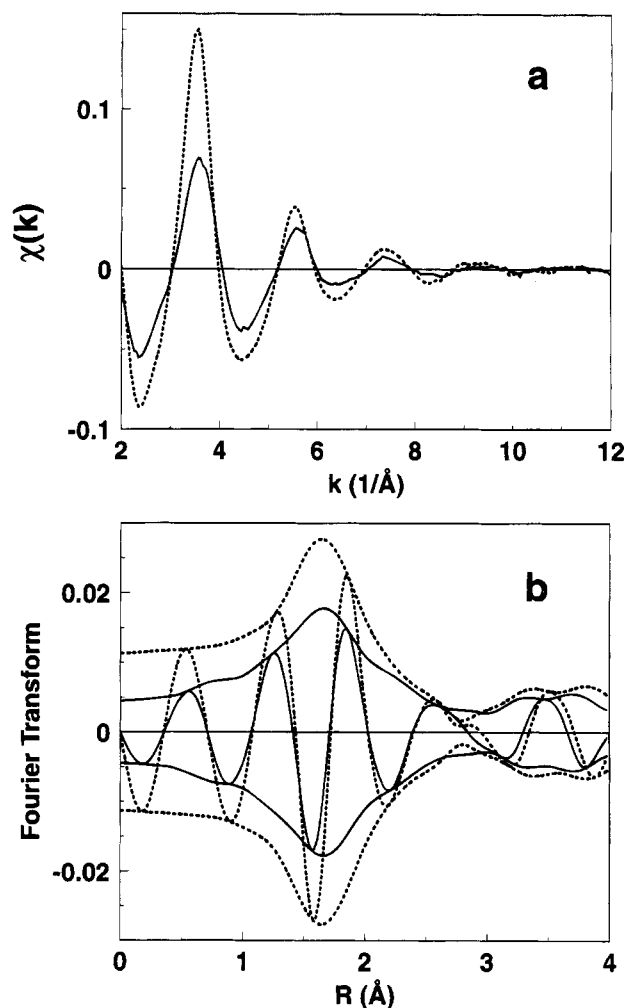 a
0.1
0
-0.1
χ(k)
2 4 6 8 10 12
k (1/Å)
b
0.02
0
-0.02
Fourier Transform
0 1 2 3 4
R (Å)